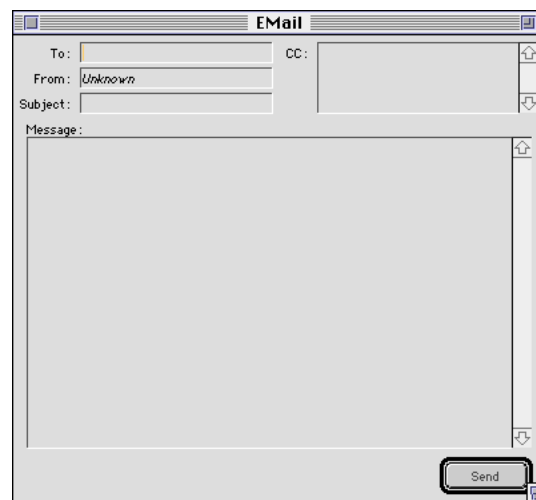 EMail
To: CC:
From: Unknown
Subject:
Message:
Send